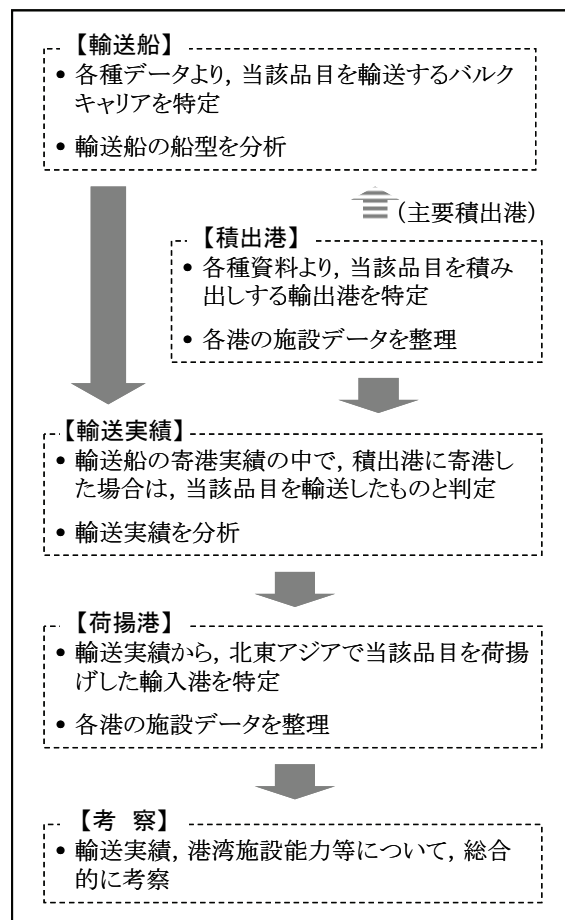 【輸送船】
• 各種データより，当該品目を輸送するバルク
キャリアを特定
• 輸送船の船型を分析
（主要積出港）
【積出港】
• 各種資料より，当該品目を積み
出しする輸出港を特定
• 各港の施設データを整理
【輸送実績】
• 輸送船の寄港実績の中で，積出港に寄港し
た場合は，当該品目を輸送したものと判定
• 輸送実績を分析
【荷揚港】
• 輸送実績から，北東アジアで当該品目を荷揚
げした輸入港を特定
• 各港の施設データを整理
【考　察】
• 輸送実績，港湾施設能力等について，総合
的に考察